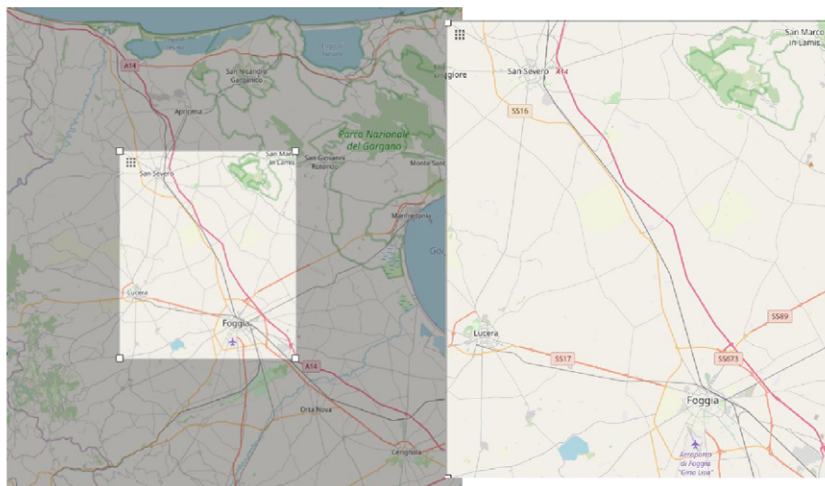 A14
San Nicandro
Garganico
Apricena
Parco Nazionale
del Gargano
San Marco
in Lamis
San Giovanni
Rotondo
San Severo
Manfredonia
Lucera
Foggia
A14
Orta Nova
Cerignola
San Marco
in Lamis
San Severo
A14
SS16
SS89
Lucera
SS17
SS673
Foggia
Aeroporto
di Foggia
"Gino Lisa"